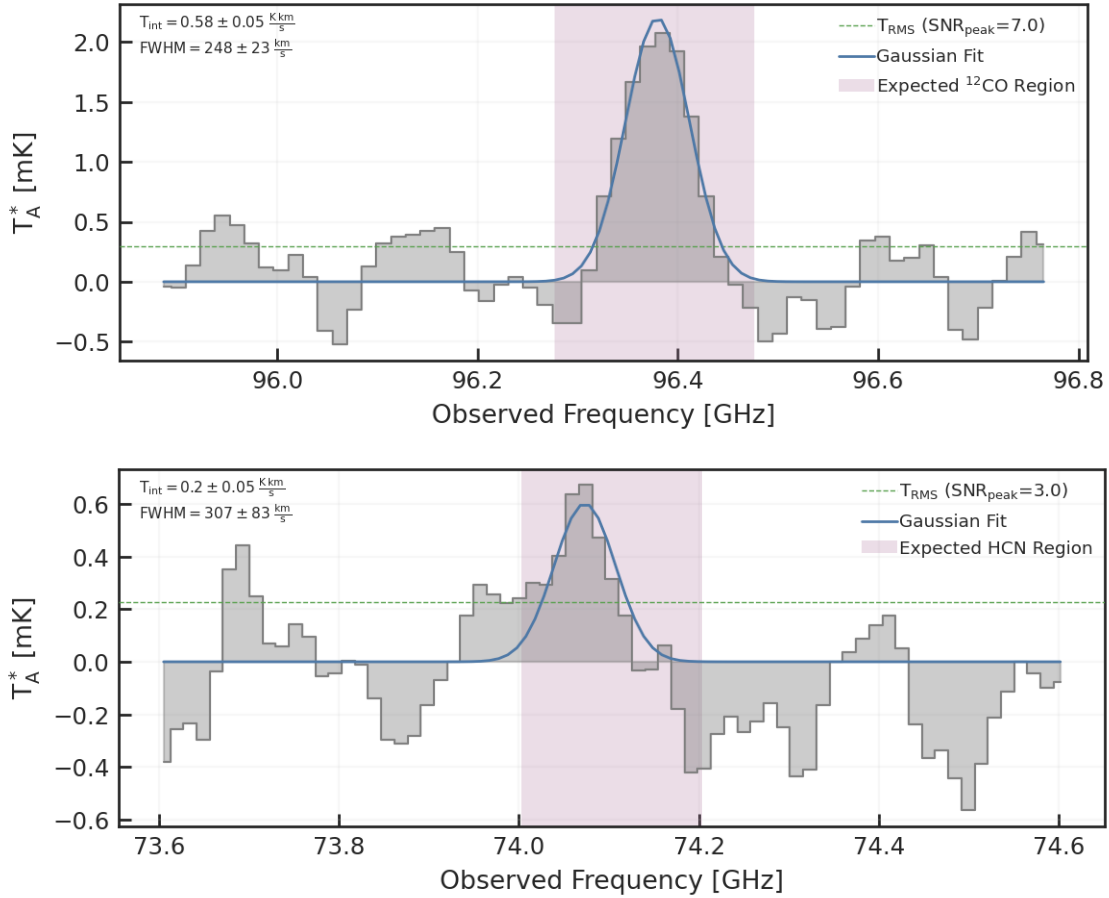 T_int = 0.58 ± 0.05 K km/s
FWHM = 248 ± 23 km/s
T_RMS (SNR_peak=7.0)
Gaussian Fit
Expected ¹²CO Region
2.0
1.5
1.0
0.5
0.0
−0.5
T*_A [mK]
96.0 96.2 96.4 96.6 96.8
Observed Frequency [GHz]
T_int = 0.2 ± 0.05 K km/s
FWHM = 307 ± 83 km/s
T_RMS (SNR_peak=3.0)
Gaussian Fit
Expected HCN Region
0.6
0.4
0.2
0.0
−0.2
−0.4
−0.6
T*_A [mK]
73.6 73.8 74.0 74.2 74.4 74.6
Observed Frequency [GHz]